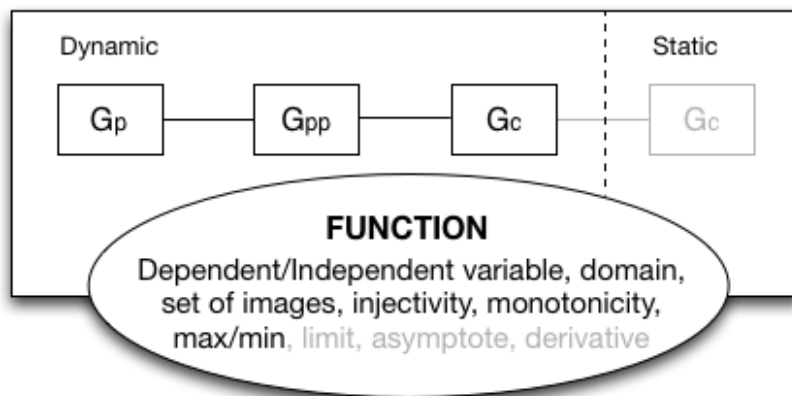 Dynamic Static
Gp Gpp Gc Gc
FUNCTION
Dependent/Independent variable, domain,
set of images, injectivity, monotonicity,
max/min, limit, asymptote, derivative